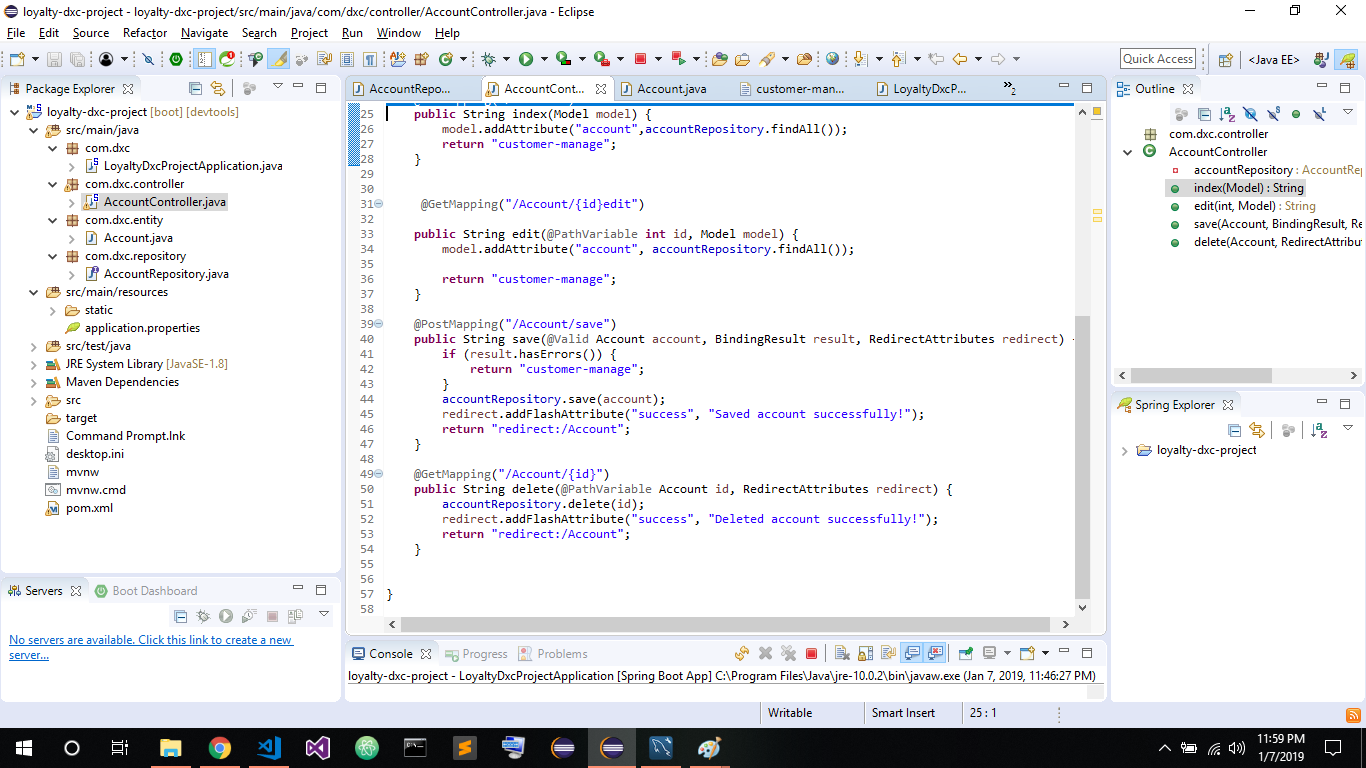 loyalty-dxc-project - loyalty-dxc-project/src/main/java/com/dxc/controller/AccountController.java - Eclipse
File Edit Source Refactor Navigate Search Project Run Window Help
Quick Access
<Java EE>
Package Explorer
loyalty-dxc-project [boot] [devtools]
src/main/java
com.dxc
LoyaltyDxcProjectApplication.java
com.dxc.controller
AccountController.java
com.dxc.entity
Account.java
com.dxc.repository
AccountRepository.java
src/main/resources
static
application.properties
src/test/java
JRE System Library [JavaSE-1.8]
Maven Dependencies
src
target
Command Prompt.lnk
desktop.ini
mvnw
mvnw.cmd
pom.xml
Servers Boot Dashboard
No servers are available. Click this link to create a new
server...
AccountRepo... AccountCont... Account.java customer-man... LoyaltyDxcP... »2
25 public String index(Model model) {
26 model.addAttribute("account",accountRepository.findAll());
27 return "customer-manage";
28 }
29
30
31 @GetMapping("/Account/{id}edit")
32
33 public String edit(@PathVariable int id, Model model) {
34 model.addAttribute("account", accountRepository.findAll());
35
36 return "customer-manage";
37 }
38
39 @PostMapping("/Account/save")
40 public String save(@Valid Account account, BindingResult result, RedirectAttributes redirect)
41 if (result.hasErrors()) {
42 return "customer-manage";
43 }
44 accountRepository.save(account);
45 redirect.addFlashAttribute("success", "Saved account successfully!");
46 return "redirect:/Account";
47 }
48
49 @GetMapping("/Account/{id}")
50 public String delete(@PathVariable Account id, RedirectAttributes redirect) {
51 accountRepository.delete(id);
52 redirect.addFlashAttribute("success", "Deleted account successfully!");
53 return "redirect:/Account";
54 }
55
56
57 }
58
Console Progress Problems
loyalty-dxc-project - LoyaltyDxcProjectApplication [Spring Boot App] C:\Program Files\Java\jre-10.0.2\bin\javaw.exe (Jan 7, 2019, 11:46:27 PM)
Outline
com.dxc.controller
AccountController
accountRepository : AccountRe
index(Model) : String
edit(int, Model) : String
save(Account, BindingResult, Re
delete(Account, RedirectAttribu
Spring Explorer
loyalty-dxc-project
Writable Smart Insert 25 : 1
11:59 PM
1/7/2019